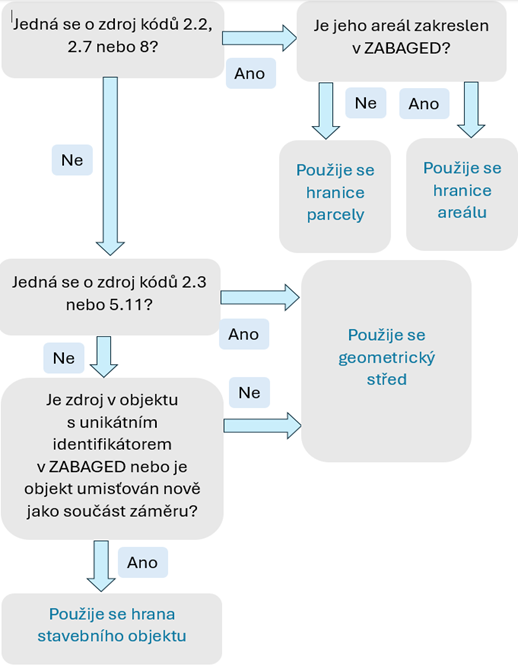 Jedná se o zdroj kódů 2.2,
2.7 nebo 8?
Ano
Je jeho areál zakreslen
v ZABAGED?
Ne
Ano
Použije se
hranice
parcely
Použije se
hranice
areálu
Ne
Jedná se o zdroj kódů 2.3
nebo 5.11?
Ano
Použije se
geometrický
střed
Ne
Je zdroj v objektu
s unikátním
identifikátorem
v ZABAGED nebo je
objekt umisťován nově
jako součást záměru?
Ne
Ano
Použije se hrana
stavebního objektu